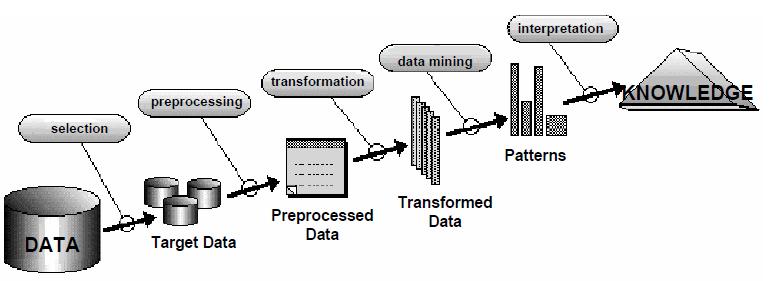 interpretation
data mining
transformation
preprocessing
selection
KNOWLEDGE
Patterns
Transformed
Data
Preprocessed
Data
Target Data
DATA